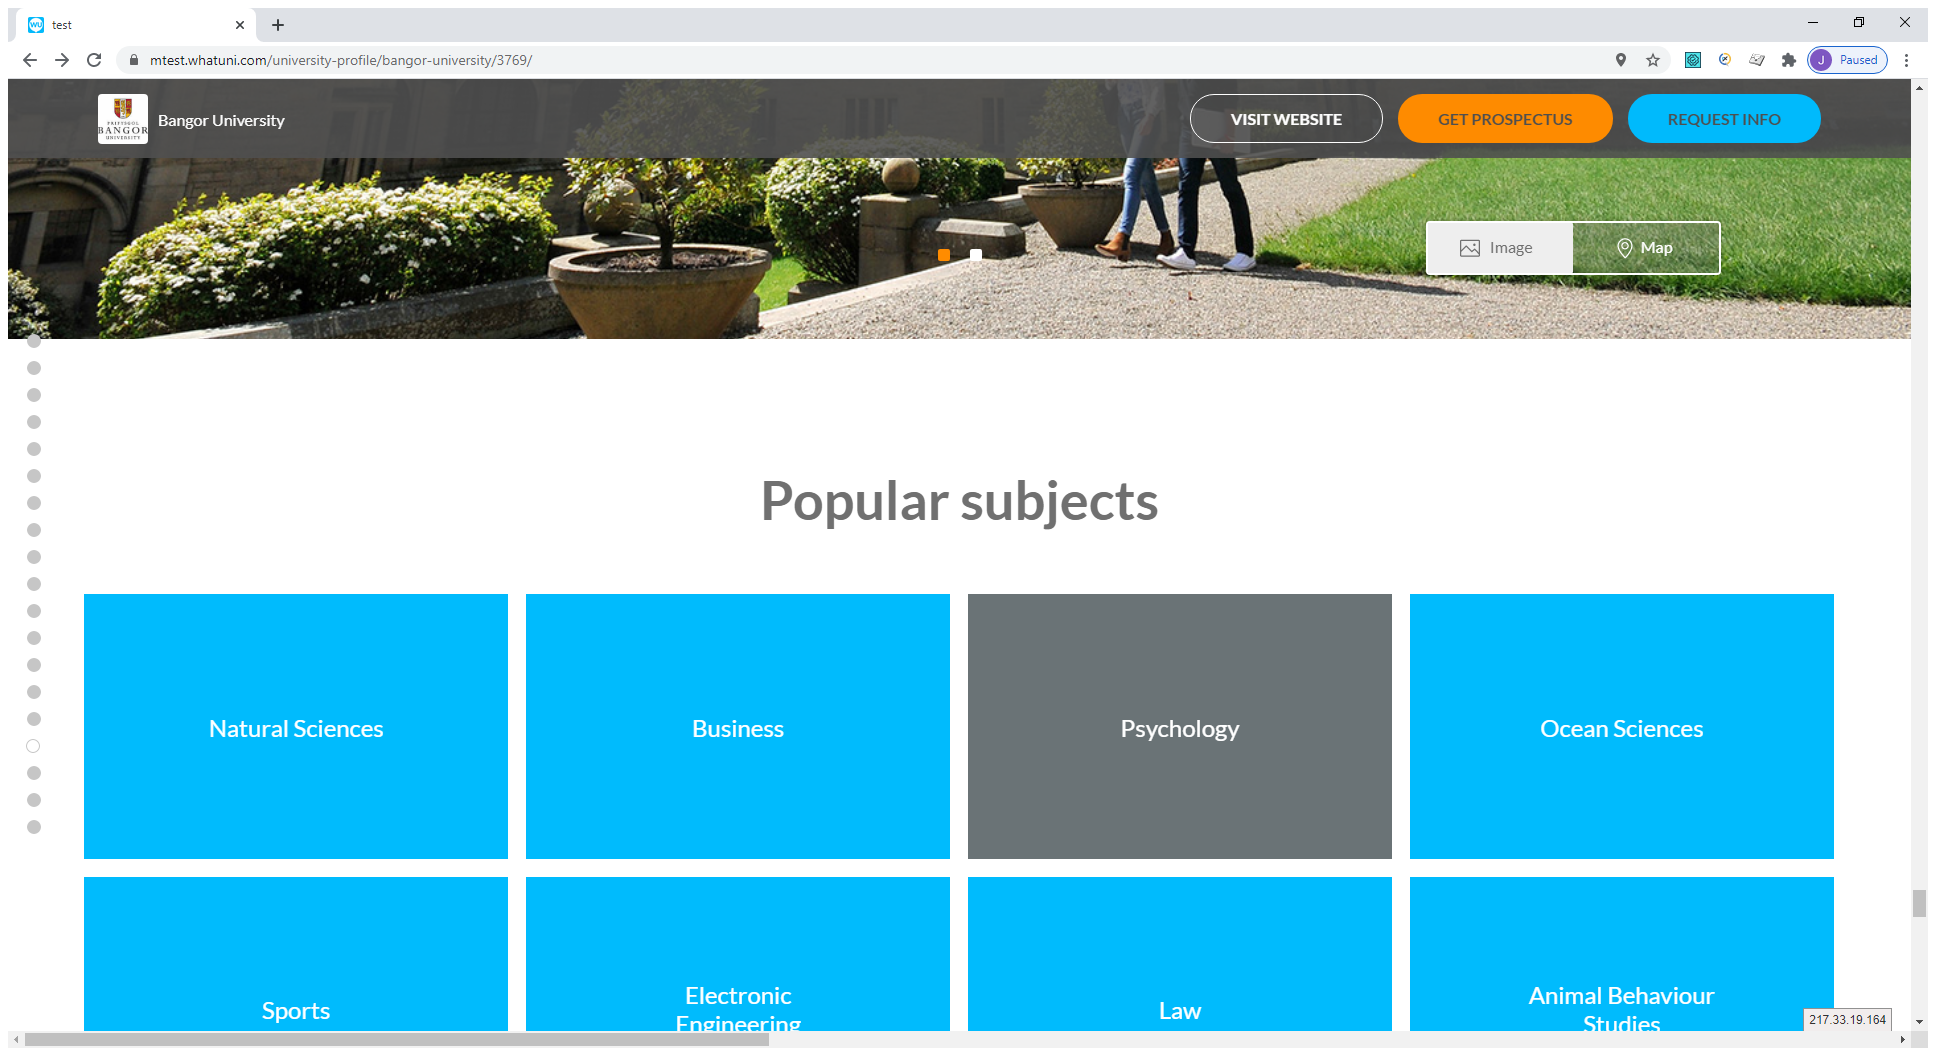 test
mtest.whatuni.com/university-profile/bangor-university/3769/
J Paused
PRIFYSGOL
BANGOR
UNIVERSITY
Bangor University
VISIT WEBSITE
GET PROSPECTUS
REQUEST INFO
Image
Map
Popular subjects
Natural Sciences
Business
Psychology
Ocean Sciences
Sports
Electronic
Engineering
Law
Animal Behaviour
Studies
217.33.19.164